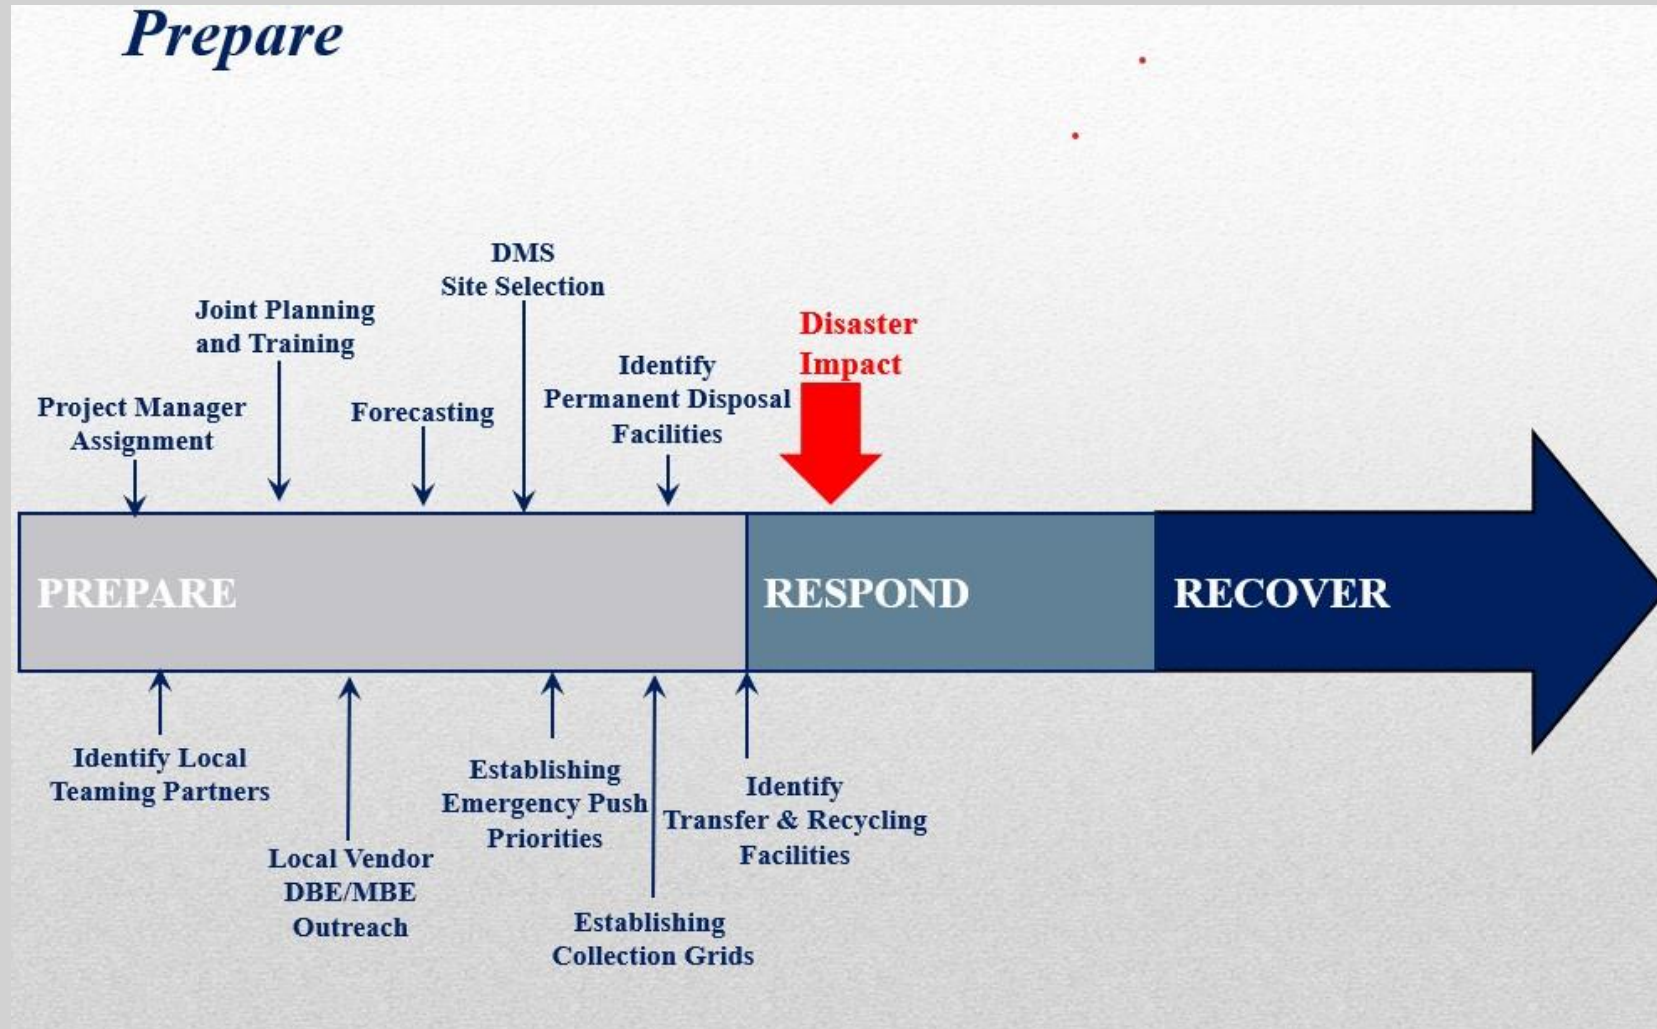 Prepare
DMS
Site Selection
Joint Planning
and Training
Disaster
Impact
Identify
Permanent Disposal
Facilities
Project Manager
Assignment
Forecasting
PREPARE
RESPOND
RECOVER
Identify Local
Teaming Partners
Local Vendor
DBE/MBE
Outreach
Establishing
Emergency Push
Priorities
Establishing
Collection Grids
Identify
Transfer & Recycling
Facilities